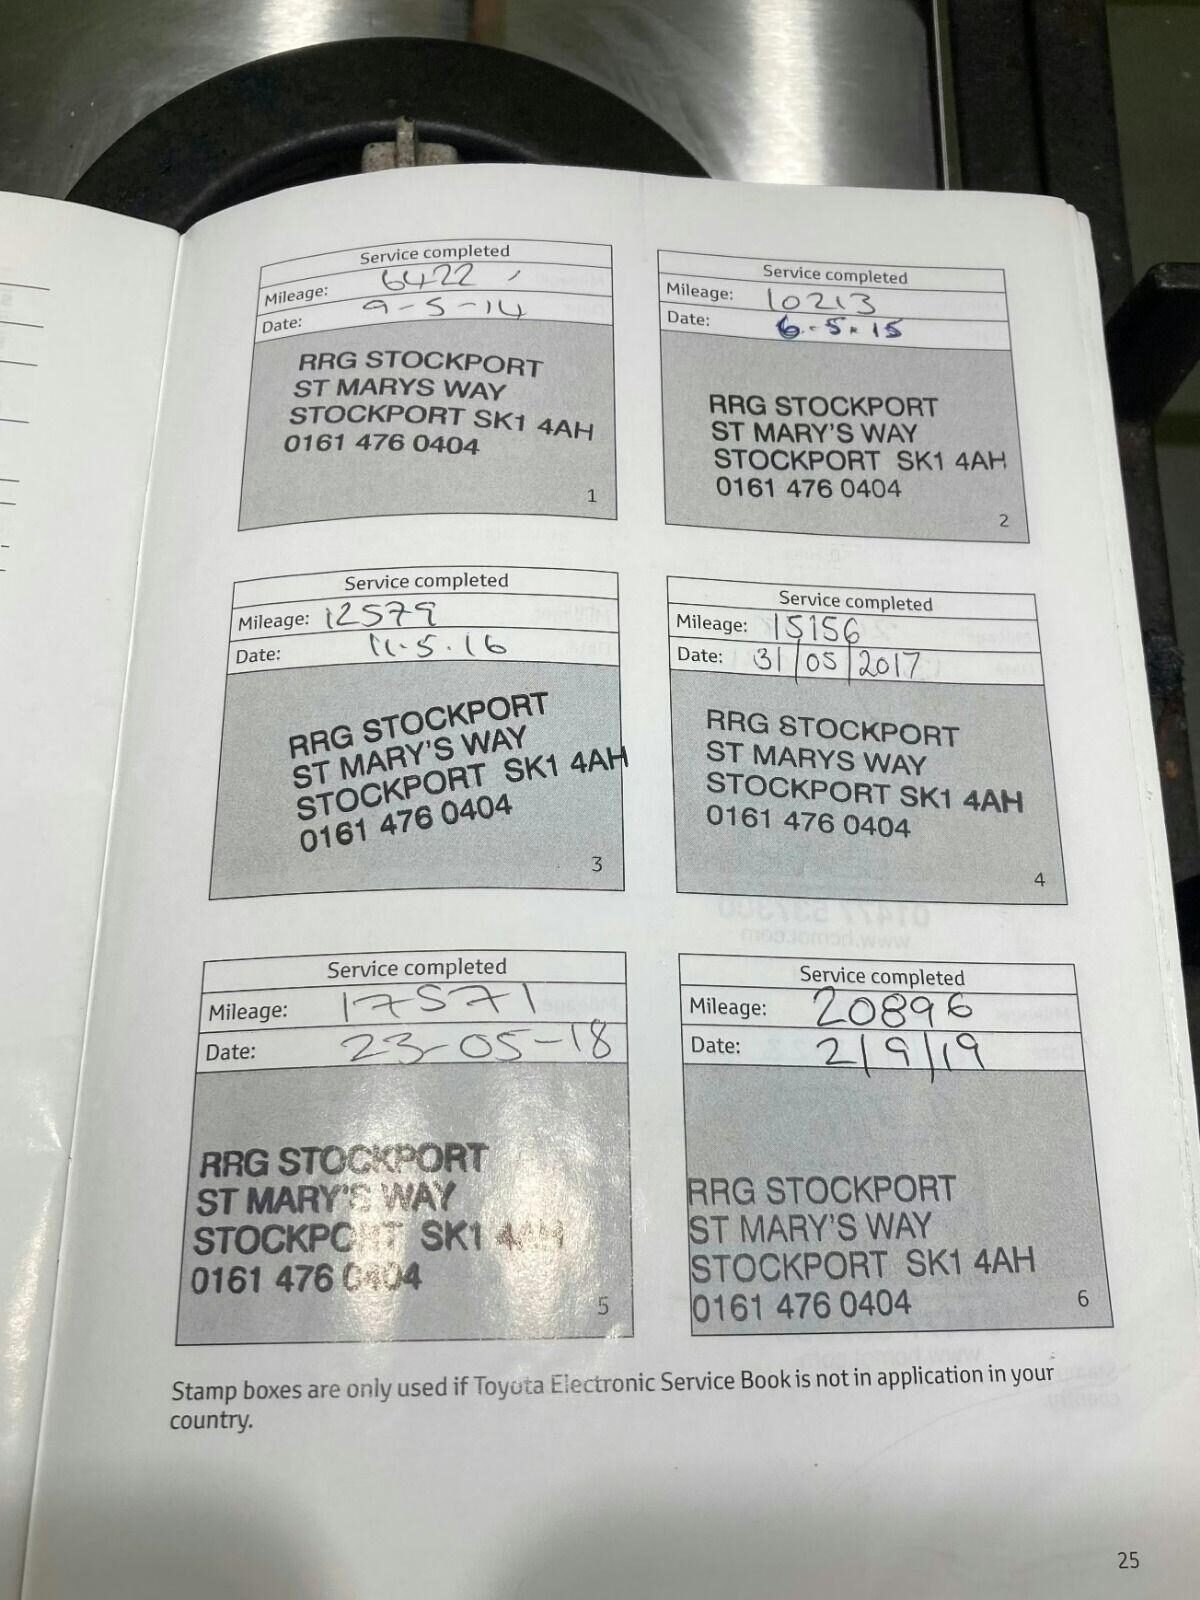 Service completed
Mileage: 6422
Date: 9-5-14
RRG STOCKPORT
ST MARYS WAY
STOCKPORT SK1 4AH
0161 476 0404
1
Service completed
Mileage: 10213
Date: 6.5.15
RRG STOCKPORT
ST MARY'S WAY
STOCKPORT SK1 4AH
0161 476 0404
2
Service completed
Mileage: 12579
Date: 11.5.16
RRG STOCKPORT
ST MARY'S WAY
STOCKPORT SK1 4AH
0161 476 0404
3
Service completed
Mileage: 15156
Date: 31/05/2017
RRG STOCKPORT
ST MARYS WAY
STOCKPORT SK1 4AH
0161 476 0404
4
Service completed
Mileage: 17571
Date: 23-05-18
RRG STOCKPORT
ST MARY'S WAY
STOCKPORT SK1 4AH
0161 476 0404
5
Service completed
Mileage: 20896
Date: 2/9/19
RRG STOCKPORT
ST MARY'S WAY
STOCKPORT SK1 4AH
0161 476 0404
6
Stamp boxes are only used if Toyota Electronic Service Book is not in application in your
country.
25